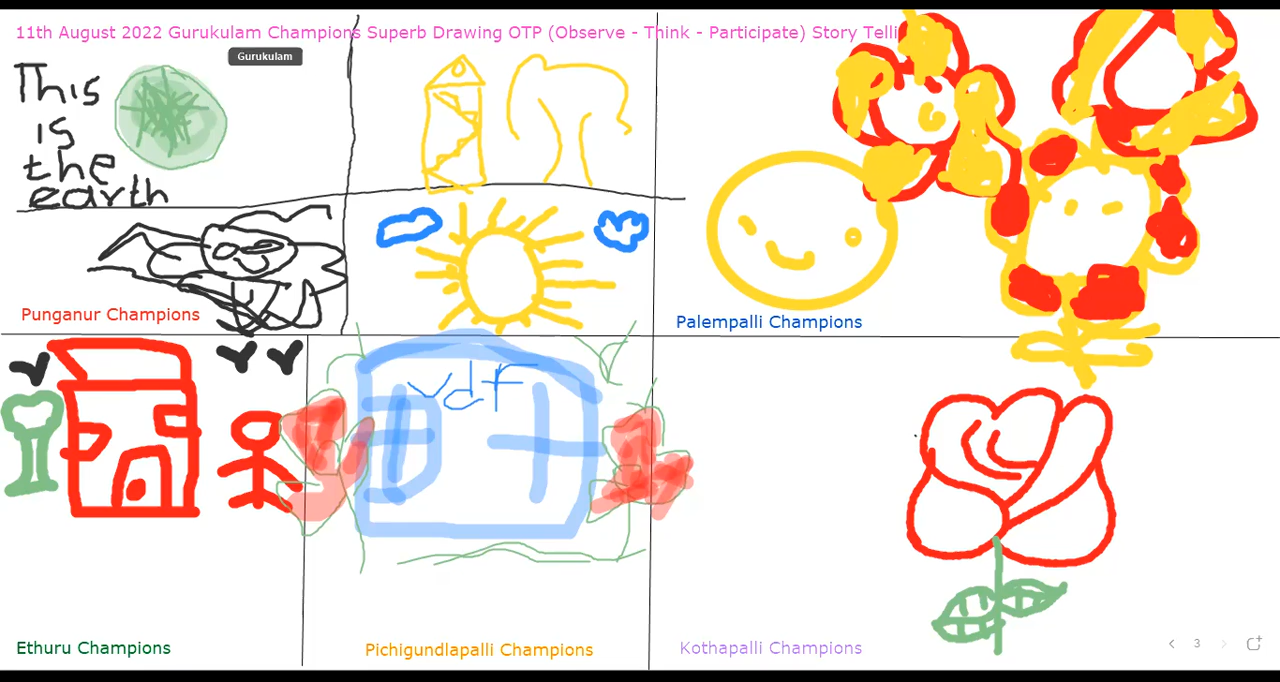 11th August 2022 Gurukulam Champions Superb Drawing OTP (Observe - Think - Participate) Story Telli
Gurukulam
This
is
the
earth
Punganur Champions
Palempalli Champions
vdf
Ethuru Champions
Pichigundlapalli Champions
Kothapalli Champions
3